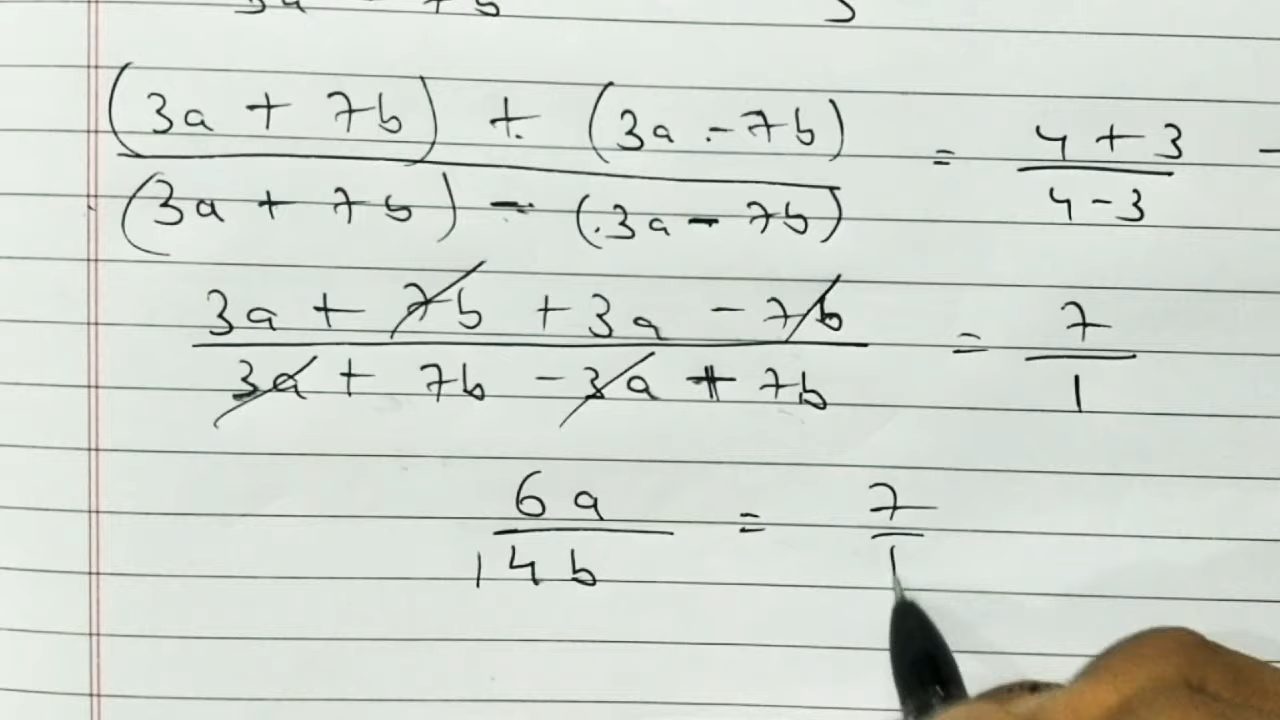 (3a + 7b) + (3a - 7b) = 4 + 3 -
(3a + 7b) - (3a - 7b) 4 - 3
3a + 7b + 3a - 7b = 7
3a + 7b - 3a + 7b 1
6a = 7
14b 1